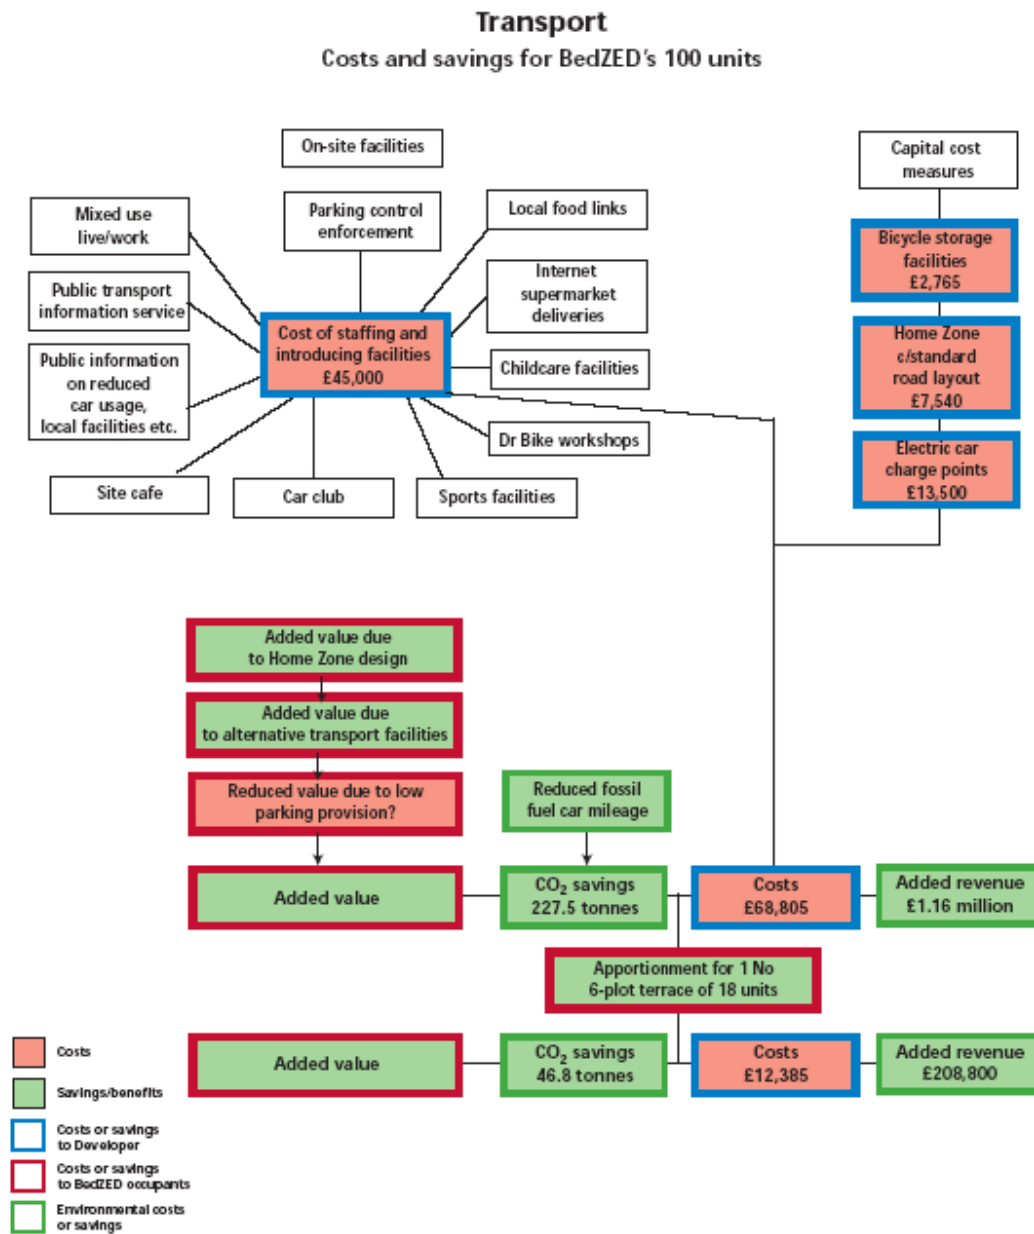 Transport
Costs and savings for BedZED's 100 units
On-site facilities
Capital cost
measures
Mixed use
live/work
Parking control
enforcement
Local food links
Bicycle storage
facilities
£2,765
Public transport
information service
Internet
supermarket
deliveries
Cost of staffing and
introducing facilities
£45,000
Home Zone
c/standard
road layout
£7,540
Public information
on reduced
car usage,
local facilities etc.
Childcare facilities
Dr Bike workshops
Electric car
charge points
£13,500
Site cafe
Car club
Sports facilities
Added value due
to Home Zone design
Added value due
to alternative transport facilities
Reduced value due to low
parking provision?
Reduced fossil
fuel car mileage
Added value
CO₂ savings
227.5 tonnes
Costs
£68,805
Added revenue
£1.16 million
Apportionment for 1 No
6-plot terrace of 18 units
Added value
CO₂ savings
46.8 tonnes
Costs
£12,385
Added revenue
£208,800
Costs
Savings/benefits
Costs or savings
to Developer
Costs or savings
to BedZED occupants
Environmental costs
or savings